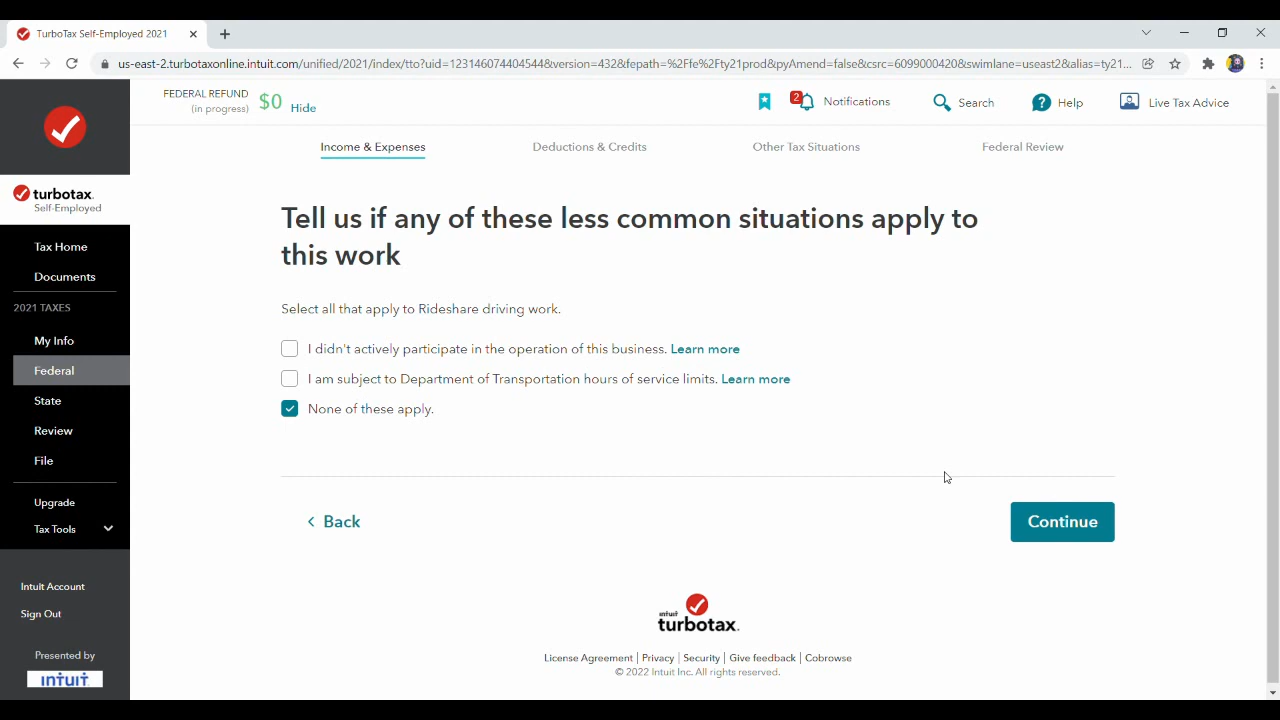 TurboTax Self-Employed 2021
us-east-2.turbotaxonline.intuit.com/unified/2021/index/tto?uid=123146074404544&version=432&fepath=%2Ffe%2Fty21prod&pyAmend=false&csrc=6099000420&swimlane=useast2&alias=ty21...
FEDERAL REFUND
(in progress)
$0
Hide
2
Notifications
Search
? Help
Live Tax Advice
Income & Expenses
Deductions & Credits
Other Tax Situations
Federal Review
turbotax.
Self-Employed
Tax Home
Documents
2021 TAXES
My Info
Federal
State
Review
File
Upgrade
Tax Tools
Intuit Account
Sign Out
Presented by
INTUIT
Tell us if any of these less common situations apply to
this work
Select all that apply to Rideshare driving work.
I didn't actively participate in the operation of this business. Learn more
I am subject to Department of Transportation hours of service limits. Learn more
None of these apply.
< Back
Continue
intuit
turbotax.
License Agreement | Privacy | Security | Give feedback | Cobrowse
© 2022 Intuit Inc. All rights reserved.